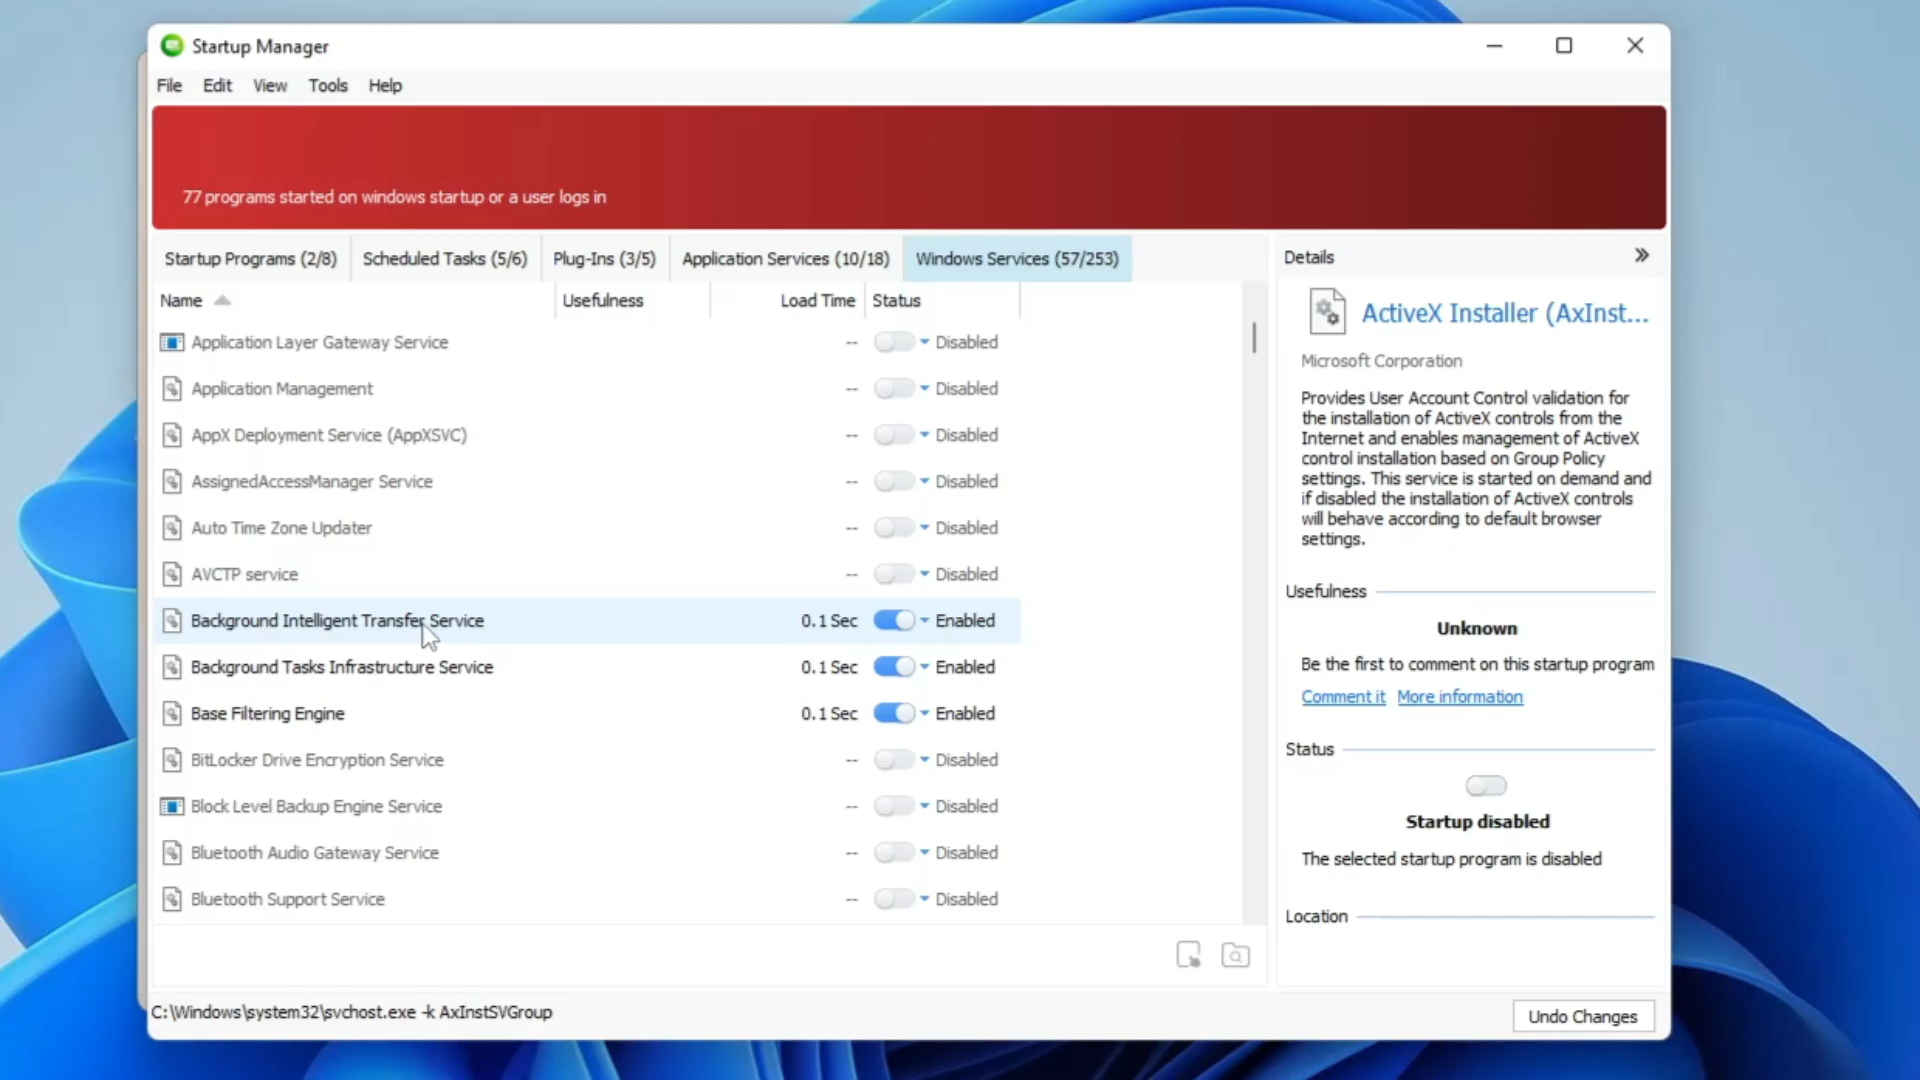 Startup Manager
File Edit View Tools Help
77 programs started on windows startup or a user logs in
Startup Programs (2/8) Scheduled Tasks (5/6) Plug-Ins (3/5) Application Services (10/18) Windows Services (57/253)
Name Usefulness Load Time Status
Application Layer Gateway Service -- Disabled
Application Management -- Disabled
AppX Deployment Service (AppXSVC) -- Disabled
AssignedAccessManager Service -- Disabled
Auto Time Zone Updater -- Disabled
AVCTP service -- Disabled
Background Intelligent Transfer Service 0.1 Sec Enabled
Background Tasks Infrastructure Service 0.1 Sec Enabled
Base Filtering Engine 0.1 Sec Enabled
BitLocker Drive Encryption Service -- Disabled
Block Level Backup Engine Service -- Disabled
Bluetooth Audio Gateway Service -- Disabled
Bluetooth Support Service -- Disabled
Details
ActiveX Installer (AxInst...
Microsoft Corporation
Provides User Account Control validation for
the installation of ActiveX controls from the
Internet and enables management of ActiveX
control installation based on Group Policy
settings. This service is started on demand and
if disabled the installation of ActiveX controls
will behave according to default browser
settings.
Usefulness
Unknown
Be the first to comment on this startup program
Comment it More information
Status
Startup disabled
The selected startup program is disabled
Location
C:\Windows\system32\svchost.exe -k AxInstSVGroup
Undo Changes